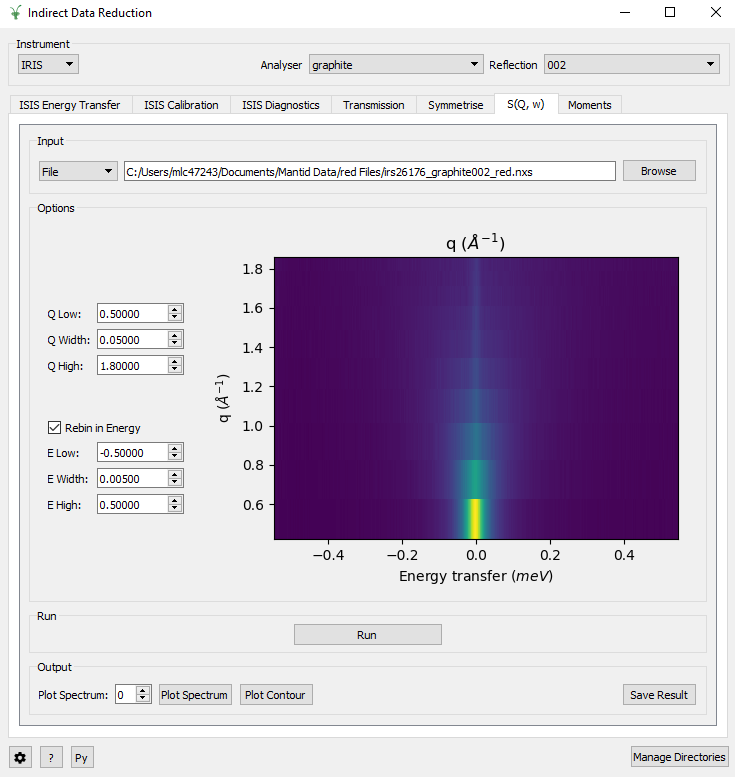 Indirect Data Reduction
Instrument
IRIS Analyser graphite Reflection 002
ISIS Energy Transfer ISIS Calibration ISIS Diagnostics Transmission Symmetrise S(Q, w) Moments
Input
File C:/Users/mlc47243/Documents/Mantid Data/red Files/irs26176_graphite002_red.nxs Browse
Options
q (Å⁻¹)
1.8
1.6
1.4
1.2
1.0
0.8
0.6
q (Å⁻¹)
−0.4 −0.2 0.0 0.2 0.4
Energy transfer (meV)
Q Low: 0.50000
Q Width: 0.05000
Q High: 1.80000
Rebin in Energy
E Low: -0.50000
E Width: 0.00500
E High: 0.50000
Run
Run
Output
Plot Spectrum: 0 Plot Spectrum Plot Contour Save Result
? Py Manage Directories